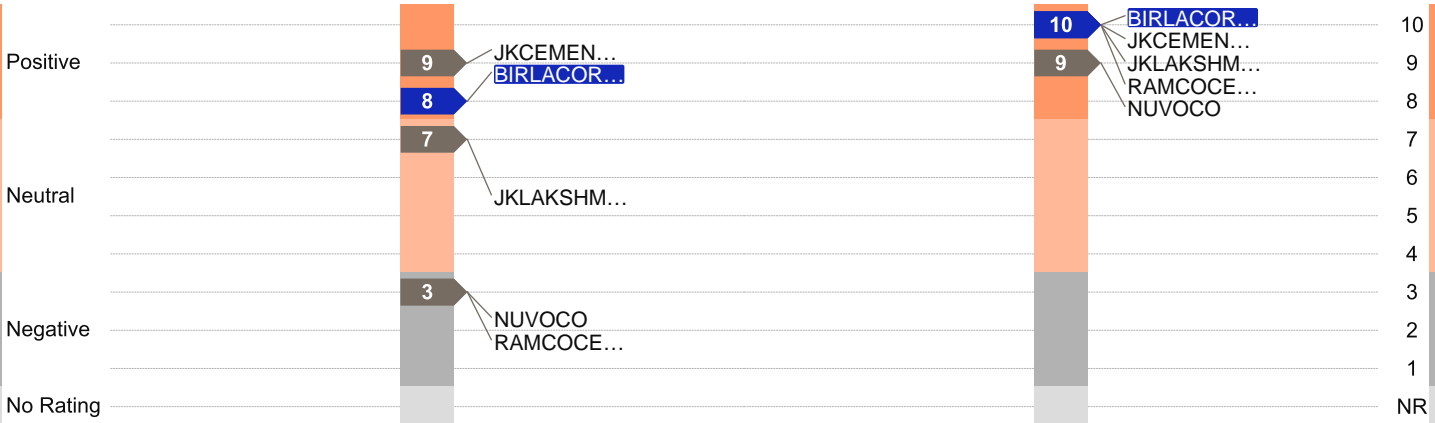 Positive
Neutral
Negative
No Rating
9
JKCEMEN…
8
BIRLACOR…
7
JKLAKSHM…
3
NUVOCO
RAMCOCE…
10
BIRLACOR…
JKCEMEN…
JKLAKSHM…
RAMCOCE…
9
NUVOCO
10
9
8
7
6
5
4
3
2
1
NR